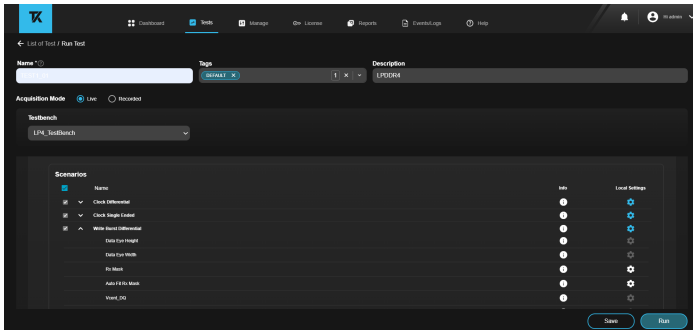 TK
Dashboard
Tests
Manage
License
Reports
Events/Logs
Help
Hi admin
List of Test / Run Test
Name *
Tags
Description
DEFAULT X
1 X
LPDDR4
Acquisition Mode
Live
Recorded
Testbench
LP4_TestBench
Scenarios
Name
Info
Local Settings
Clock Differential
Clock Single Ended
Write Burst Differential
Data Eye Height
Data Eye Width
Rx Mask
Auto Fit Rx Mask
Vcent_DQ
Save
Run